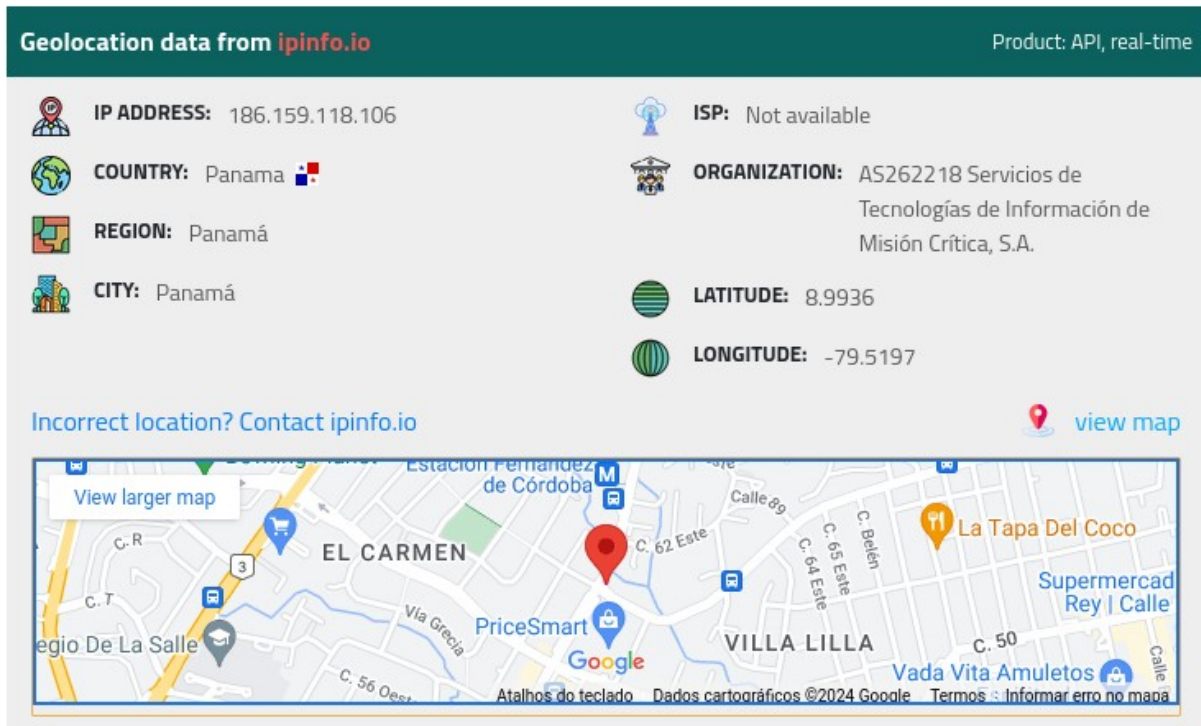 Geolocation data from ipinfo.io
Product: API, real-time
IP ADDRESS: 186.159.118.106
COUNTRY: Panama
REGION: Panamá
CITY: Panamá
ISP: Not available
ORGANIZATION: AS262218 Servicios de
Tecnologías de Información de
Misión Crítica, S.A.
LATITUDE: 8.9936
LONGITUDE: -79.5197
Incorrect location? Contact ipinfo.io
view map
View larger map
Estación Fernández
de Córdoba
M
Calle 89
La Tapa Del Coco
C. R
EL CARMEN
C. 62 Este
C. 64 Este
C. 65 Este
C. Belén
3
C. T
Supermercad
Rey | Calle
Vía Grecia
PriceSmart
egio De La Salle
VILLA LILLA
C. 50
Google
C. 56 Oest
Vada Vita Amuletos
Calle
Atalhos do teclado
Dados cartográficos ©2024 Google
Termos
Informar erro no mapa